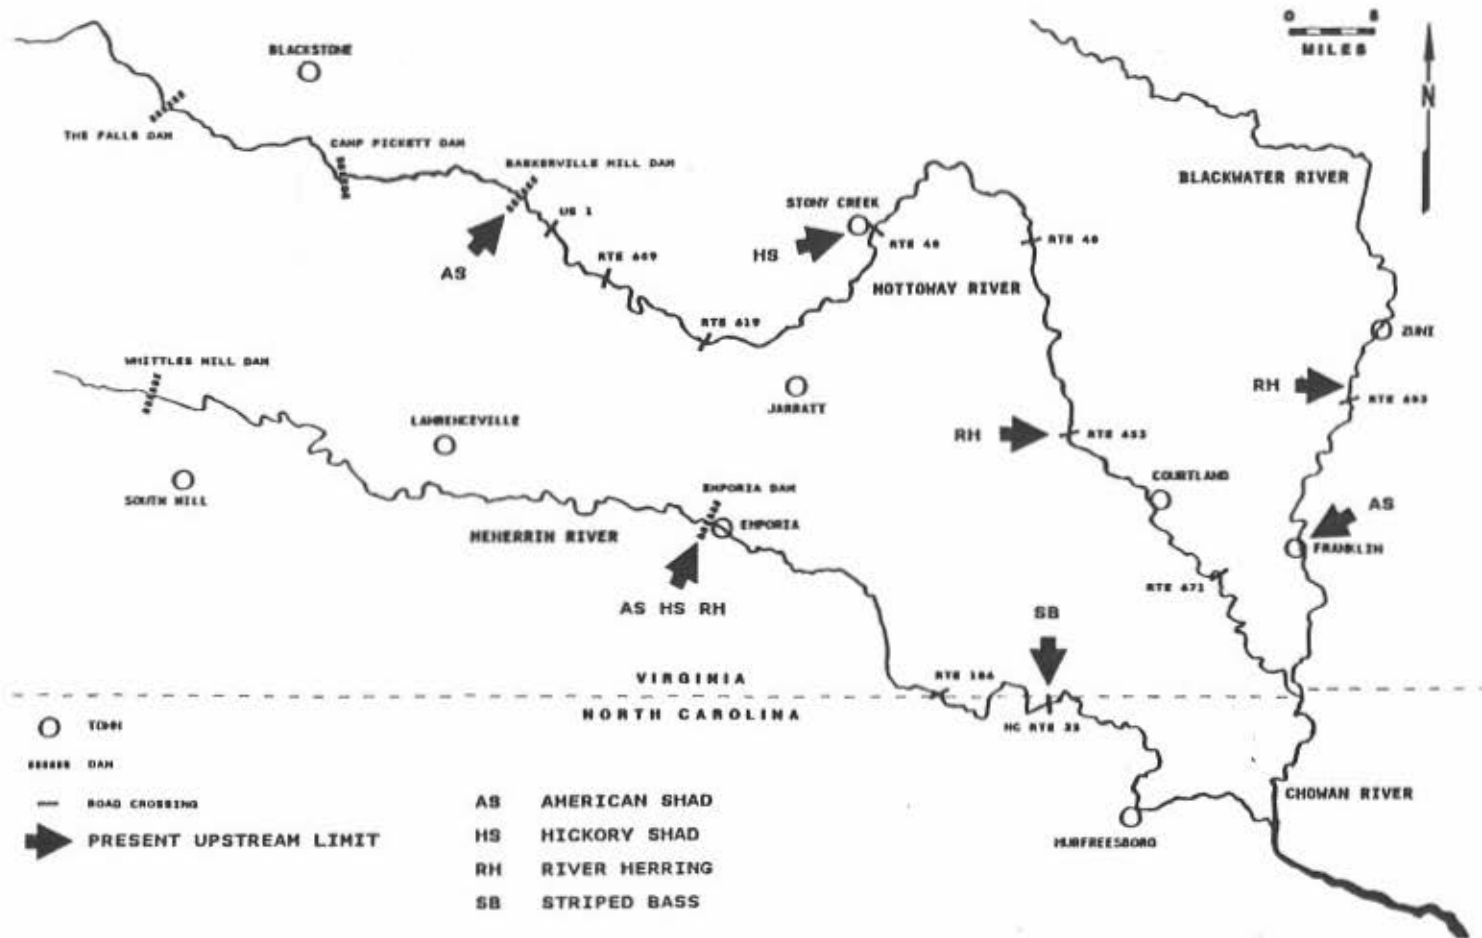 0 8
MILES
N
BLACKSTONE
THE FALLS DAM
CAMP PICKETT DAM
BASKERVILLE MILL DAM
US 1
AS
RTE 609
RTE 619
STONY CREEK
HS
RTE 40
RTE 40
NOTTOWAY RIVER
BLACKWATER RIVER
ZUNI
RH
RTE 603
WHITTLES MILL DAM
SOUTH HILL
LAWRENCEVILLE
JARRATT
RH
RTE 653
COURTLAND
AS
FRANKLIN
EMPORIA DAM
EMPORIA
MEHERRIN RIVER
AS HS RH
RTE 671
SB
VIRGINIA
RTE 186
NORTH CAROLINA
NC RTE 35
CHOWAN RIVER
MURFREESBORO
TOWN
DAM
ROAD CROSSING
PRESENT UPSTREAM LIMIT
AS AMERICAN SHAD
HS HICKORY SHAD
RH RIVER HERRING
SB STRIPED BASS